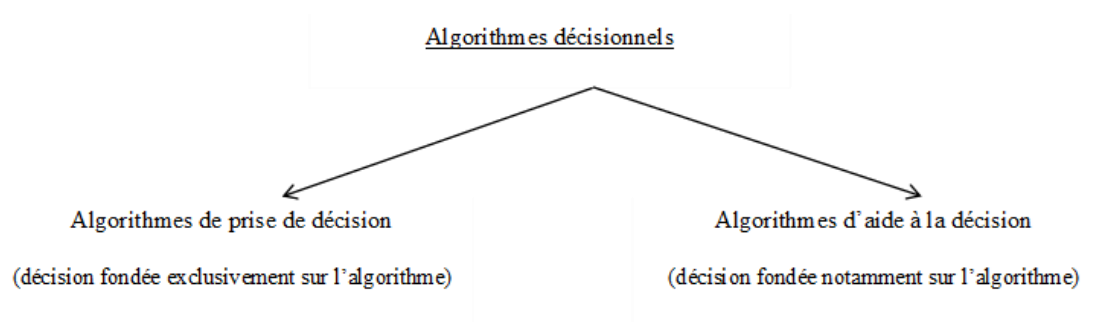 Algorithmes décisionnels
Algorithmes de prise de décision
Algorithmes d’aide à la décision
(décision fondée exclusivement sur l’algorithme)
(décision fondée notamment sur l’algorithme)